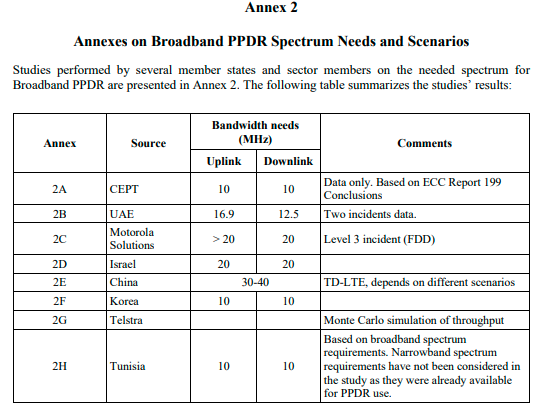 Annex 2
Annexes on Broadband PPDR Spectrum Needs and Scenarios
Studies performed by several member states and sector members on the needed spectrum for
Broadband PPDR are presented in Annex 2. The following table summarizes the studies' results:
Annex Source Bandwidth needs (MHz) Comments
Uplink Downlink
2A CEPT 10 10 Data only. Based on ECC Report 199
Conclusions
2B UAE 16.9 12.5 Two incidents data.
2C Motorola
Solutions > 20 20 Level 3 incident (FDD)
2D Israel 20 20
2E China 30-40 TD-LTE, depends on different scenarios
2F Korea 10 10
2G Telstra Monte Carlo simulation of throughput
2H Tunisia 10 10 Based on broadband spectrum
requirements. Narrowband spectrum
requirements have not been considered in
the study as they were already available
for PPDR use.